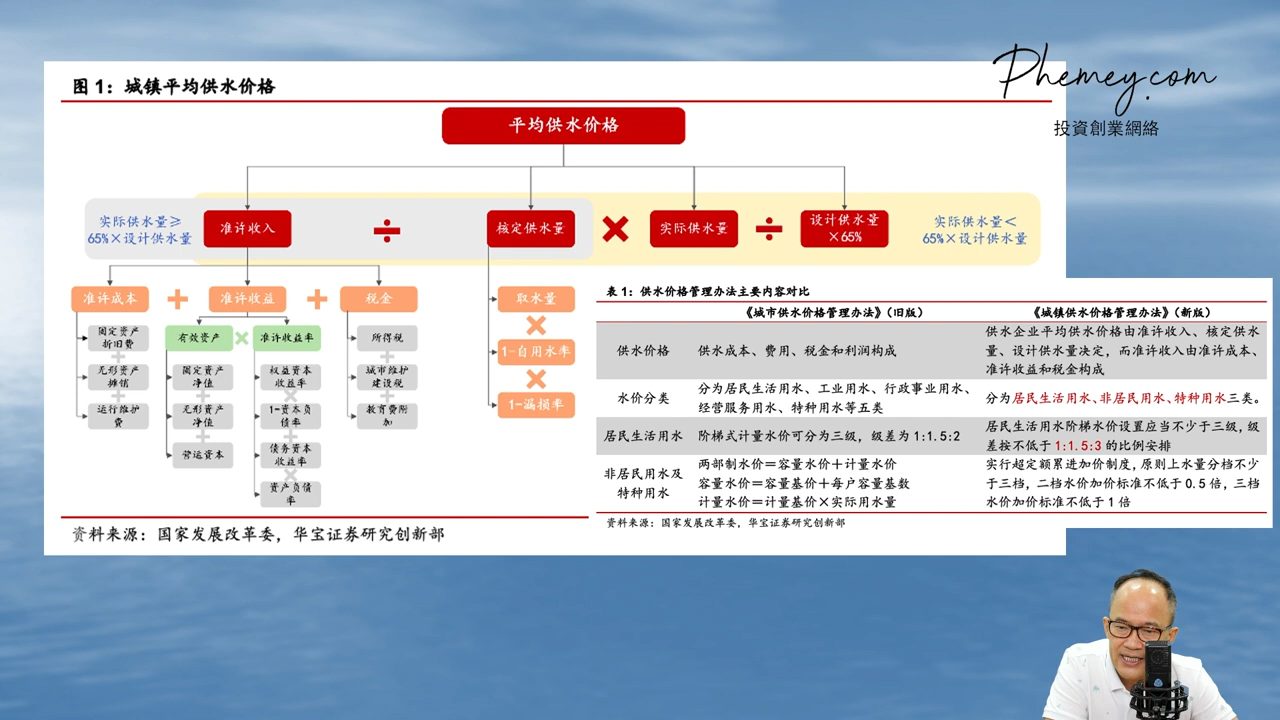 Phemey.com
投資創業網絡
图1：城镇平均供水价格
平均供水价格
实际供水量≥
65%×设计供水量
准许收入
÷
核定供水量
×
实际供水量
÷
设计供水量
×65%
实际供水量＜
65%×设计供水量
准许成本
+
准许收益
+
税金
固定资产
折旧费
+
无形资产
摊销
+
运行维护
费
有效资产
×
准许收益率
固定资产
净值
+
无形资产
净值
+
营运资本
权益资本
收益率
×
1-资本负
债率
+
债务资本
收益率
×
资产负债
率
所得税
+
城市维护
建设税
+
教育费附
加
取水量
×
1-自用水率
×
1-漏损率
资料来源：国家发展改革委，华宝证券研究创新部
表1：供水价格管理办法主要内容对比
《城市供水价格管理办法》（旧版）
《城镇供水价格管理办法》（新版）
供水价格
供水成本、费用、税金和利润构成
供水企业平均供水价格由准许收入、核定供水
量、设计供水量决定，而准许收入由准许成本、
准许收益和税金构成
水价分类
分为居民生活用水、工业用水、行政事业用水、
经营服务用水、特种用水等五类
分为居民生活用水、非居民用水、特种用水三类。
居民生活用水
阶梯式计量水价可分为三级，级差为1:1.5:2
居民生活用水阶梯水价设置应当不少于三级，级
差按不低于1:1.5:3的比例安排
非居民用水及
特种用水
两部制水价＝容量水价＋计量水价
容量水价＝容量基价＋每户容量基数
计量水价＝计量基价×实际用水量
实行超定额累进加价制度，原则上水量分档不少
于三档，二档水价加价标准不低于0.5倍，三档
水价加价标准不低于1倍
资料来源：国家发展改革委，华宝证券研究创新部